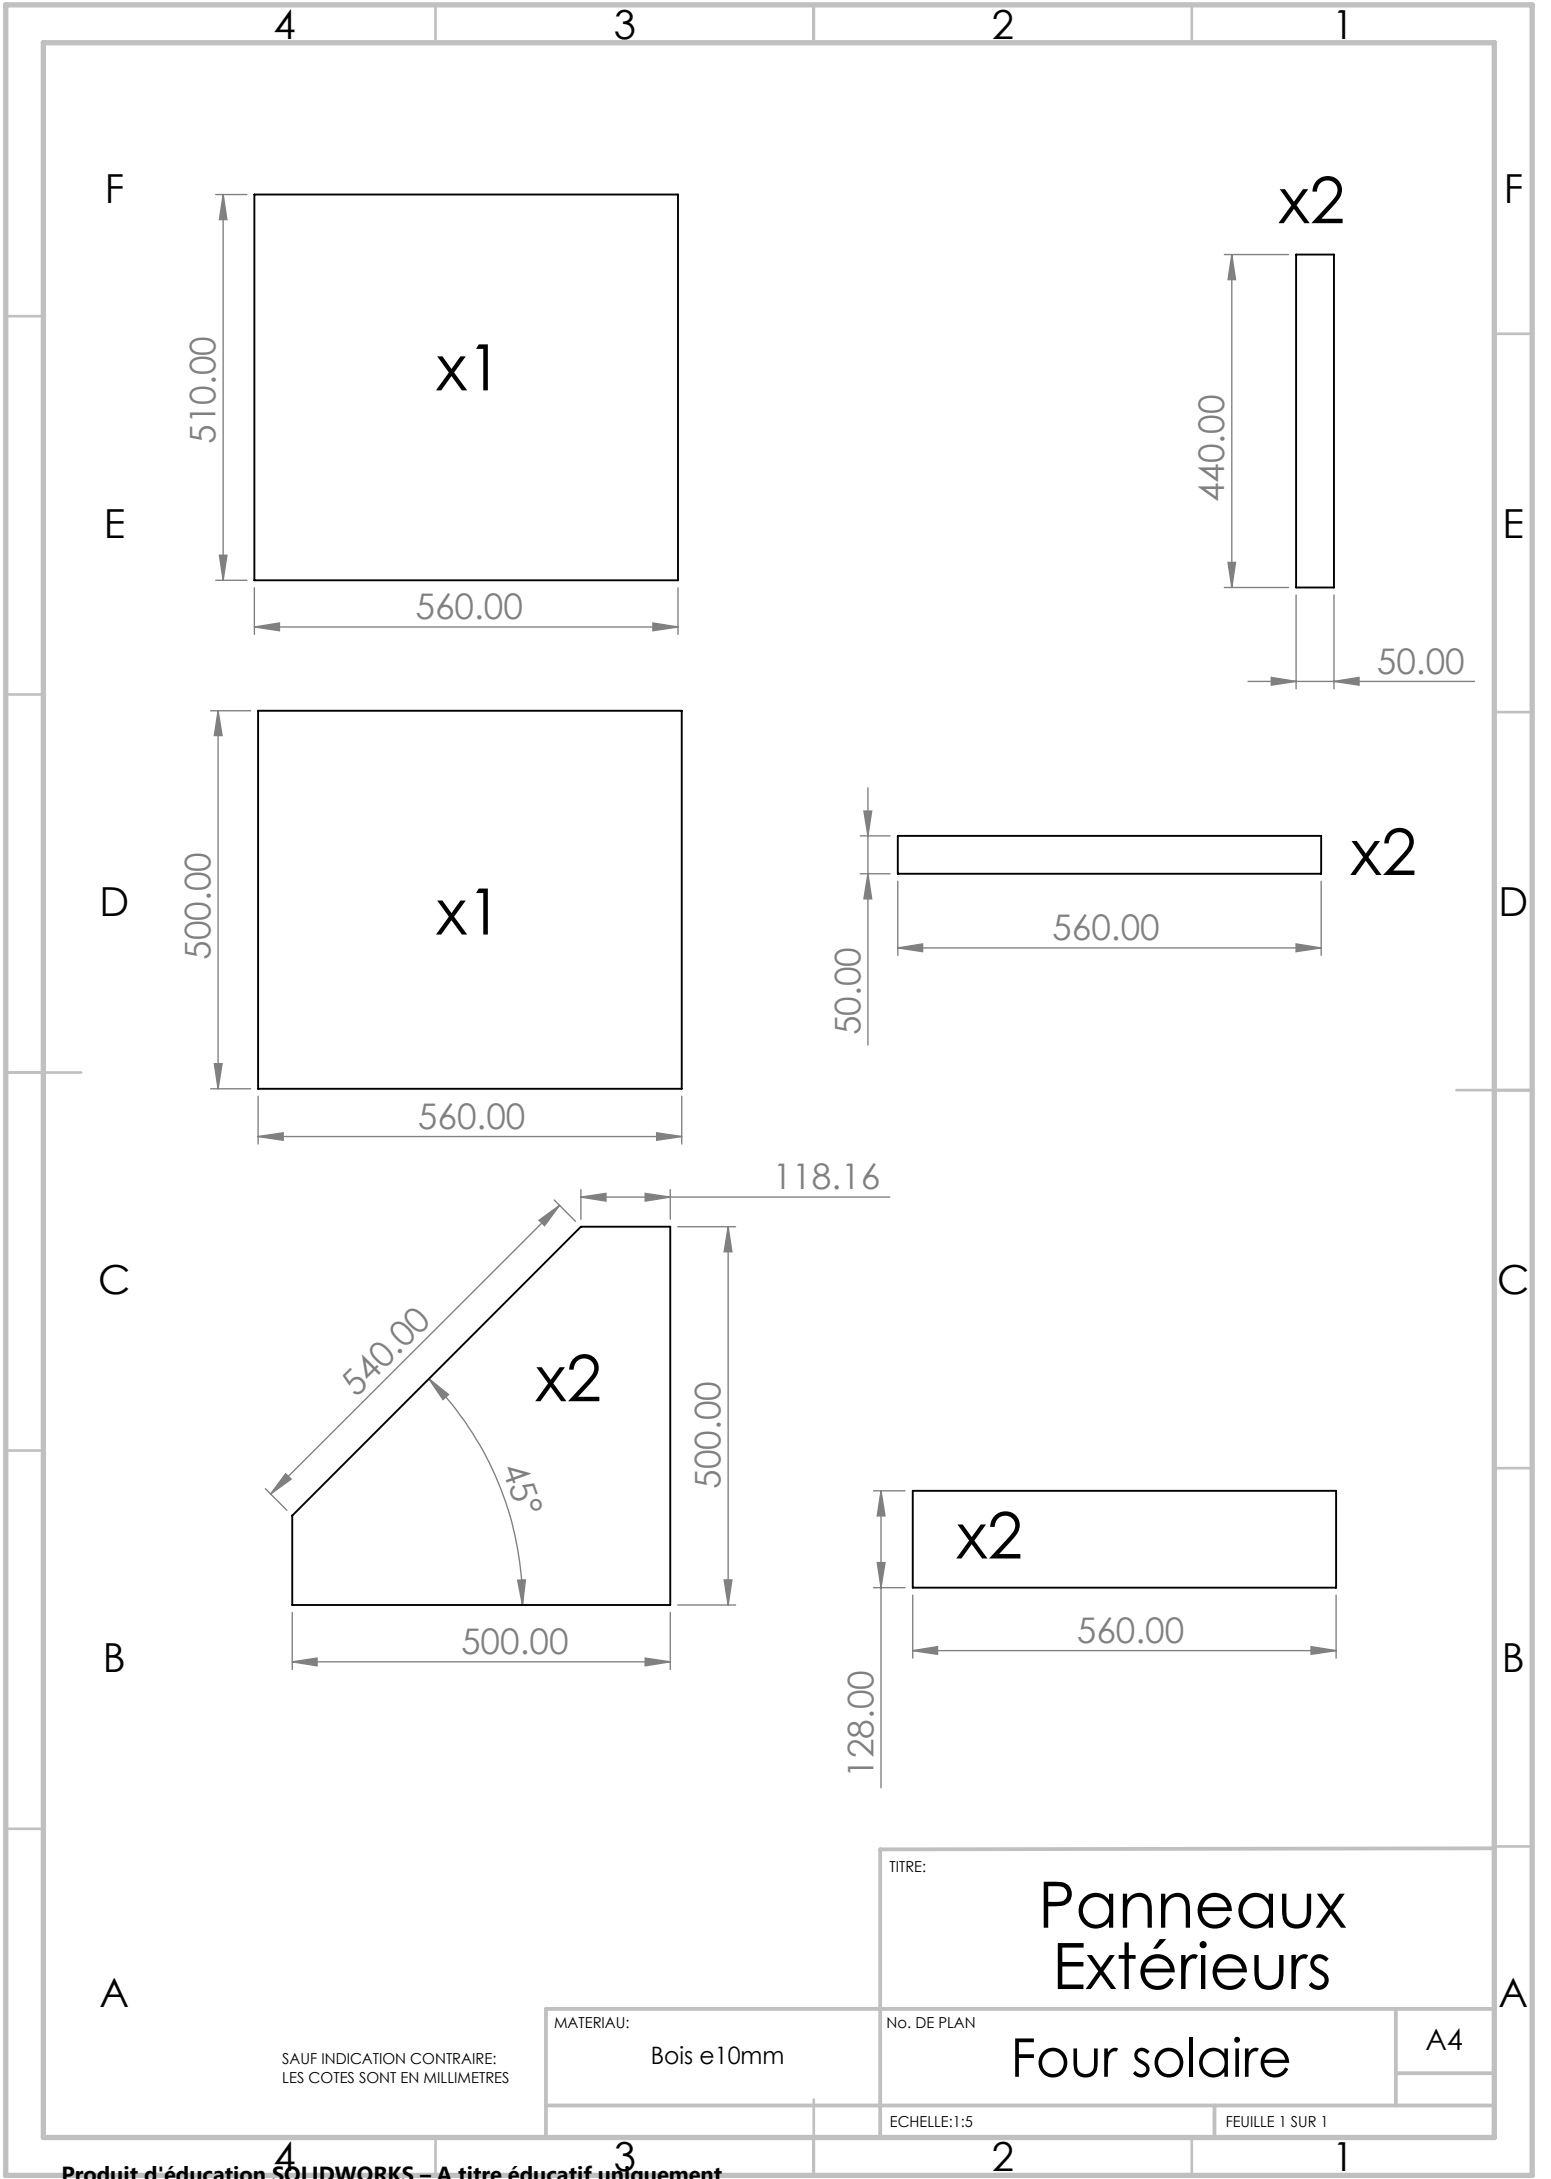 4 3 2 1
F F
x2
510.00
x1
440.00
E E
560.00
50.00
500.00
x1
x2
D D
560.00
50.00
560.00
118.16
C C
540.00
x2
500.00
45°
x2
500.00
560.00
B B
128.00
TITRE:
Panneaux
Extérieurs
A A
MATERIAU:
Bois e10mm
No. DE PLAN
Four solaire
A4
SAUF INDICATION CONTRAIRE:
LES COTES SONT EN MILLIMETRES
ECHELLE:1:5
FEUILLE 1 SUR 1
4 3 2 1
Produit d'éducation SOLIDWORKS – A titre éducatif uniquement